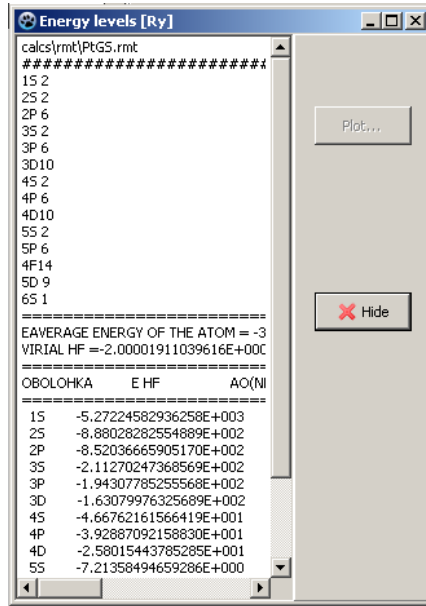 Energy levels [Ry]
calcs\rmt\PtGS.rmt
########################
1S 2
2S 2
2P 6
3S 2
3P 6
3D10
4S 2
4P 6
4D10
5S 2
5P 6
4F14
5D 9
6S 1
==========================
EAVERAGE ENERGY OF THE ATOM = -3
VIRIAL HF =-2.00001911039616E+00
==========================
OBOLOHKA E HF AO(NI
==========================
1S -5.27224582936258E+003
2S -8.88028282554889E+002
2P -8.52036665905170E+002
3S -2.11270247368569E+002
3P -1.94307785255568E+002
3D -1.63079976325689E+002
4S -4.66762161566419E+001
4P -3.92887092158830E+001
4D -2.58015443785285E+001
5S -7.21358494659286E+000
Plot...
Hide